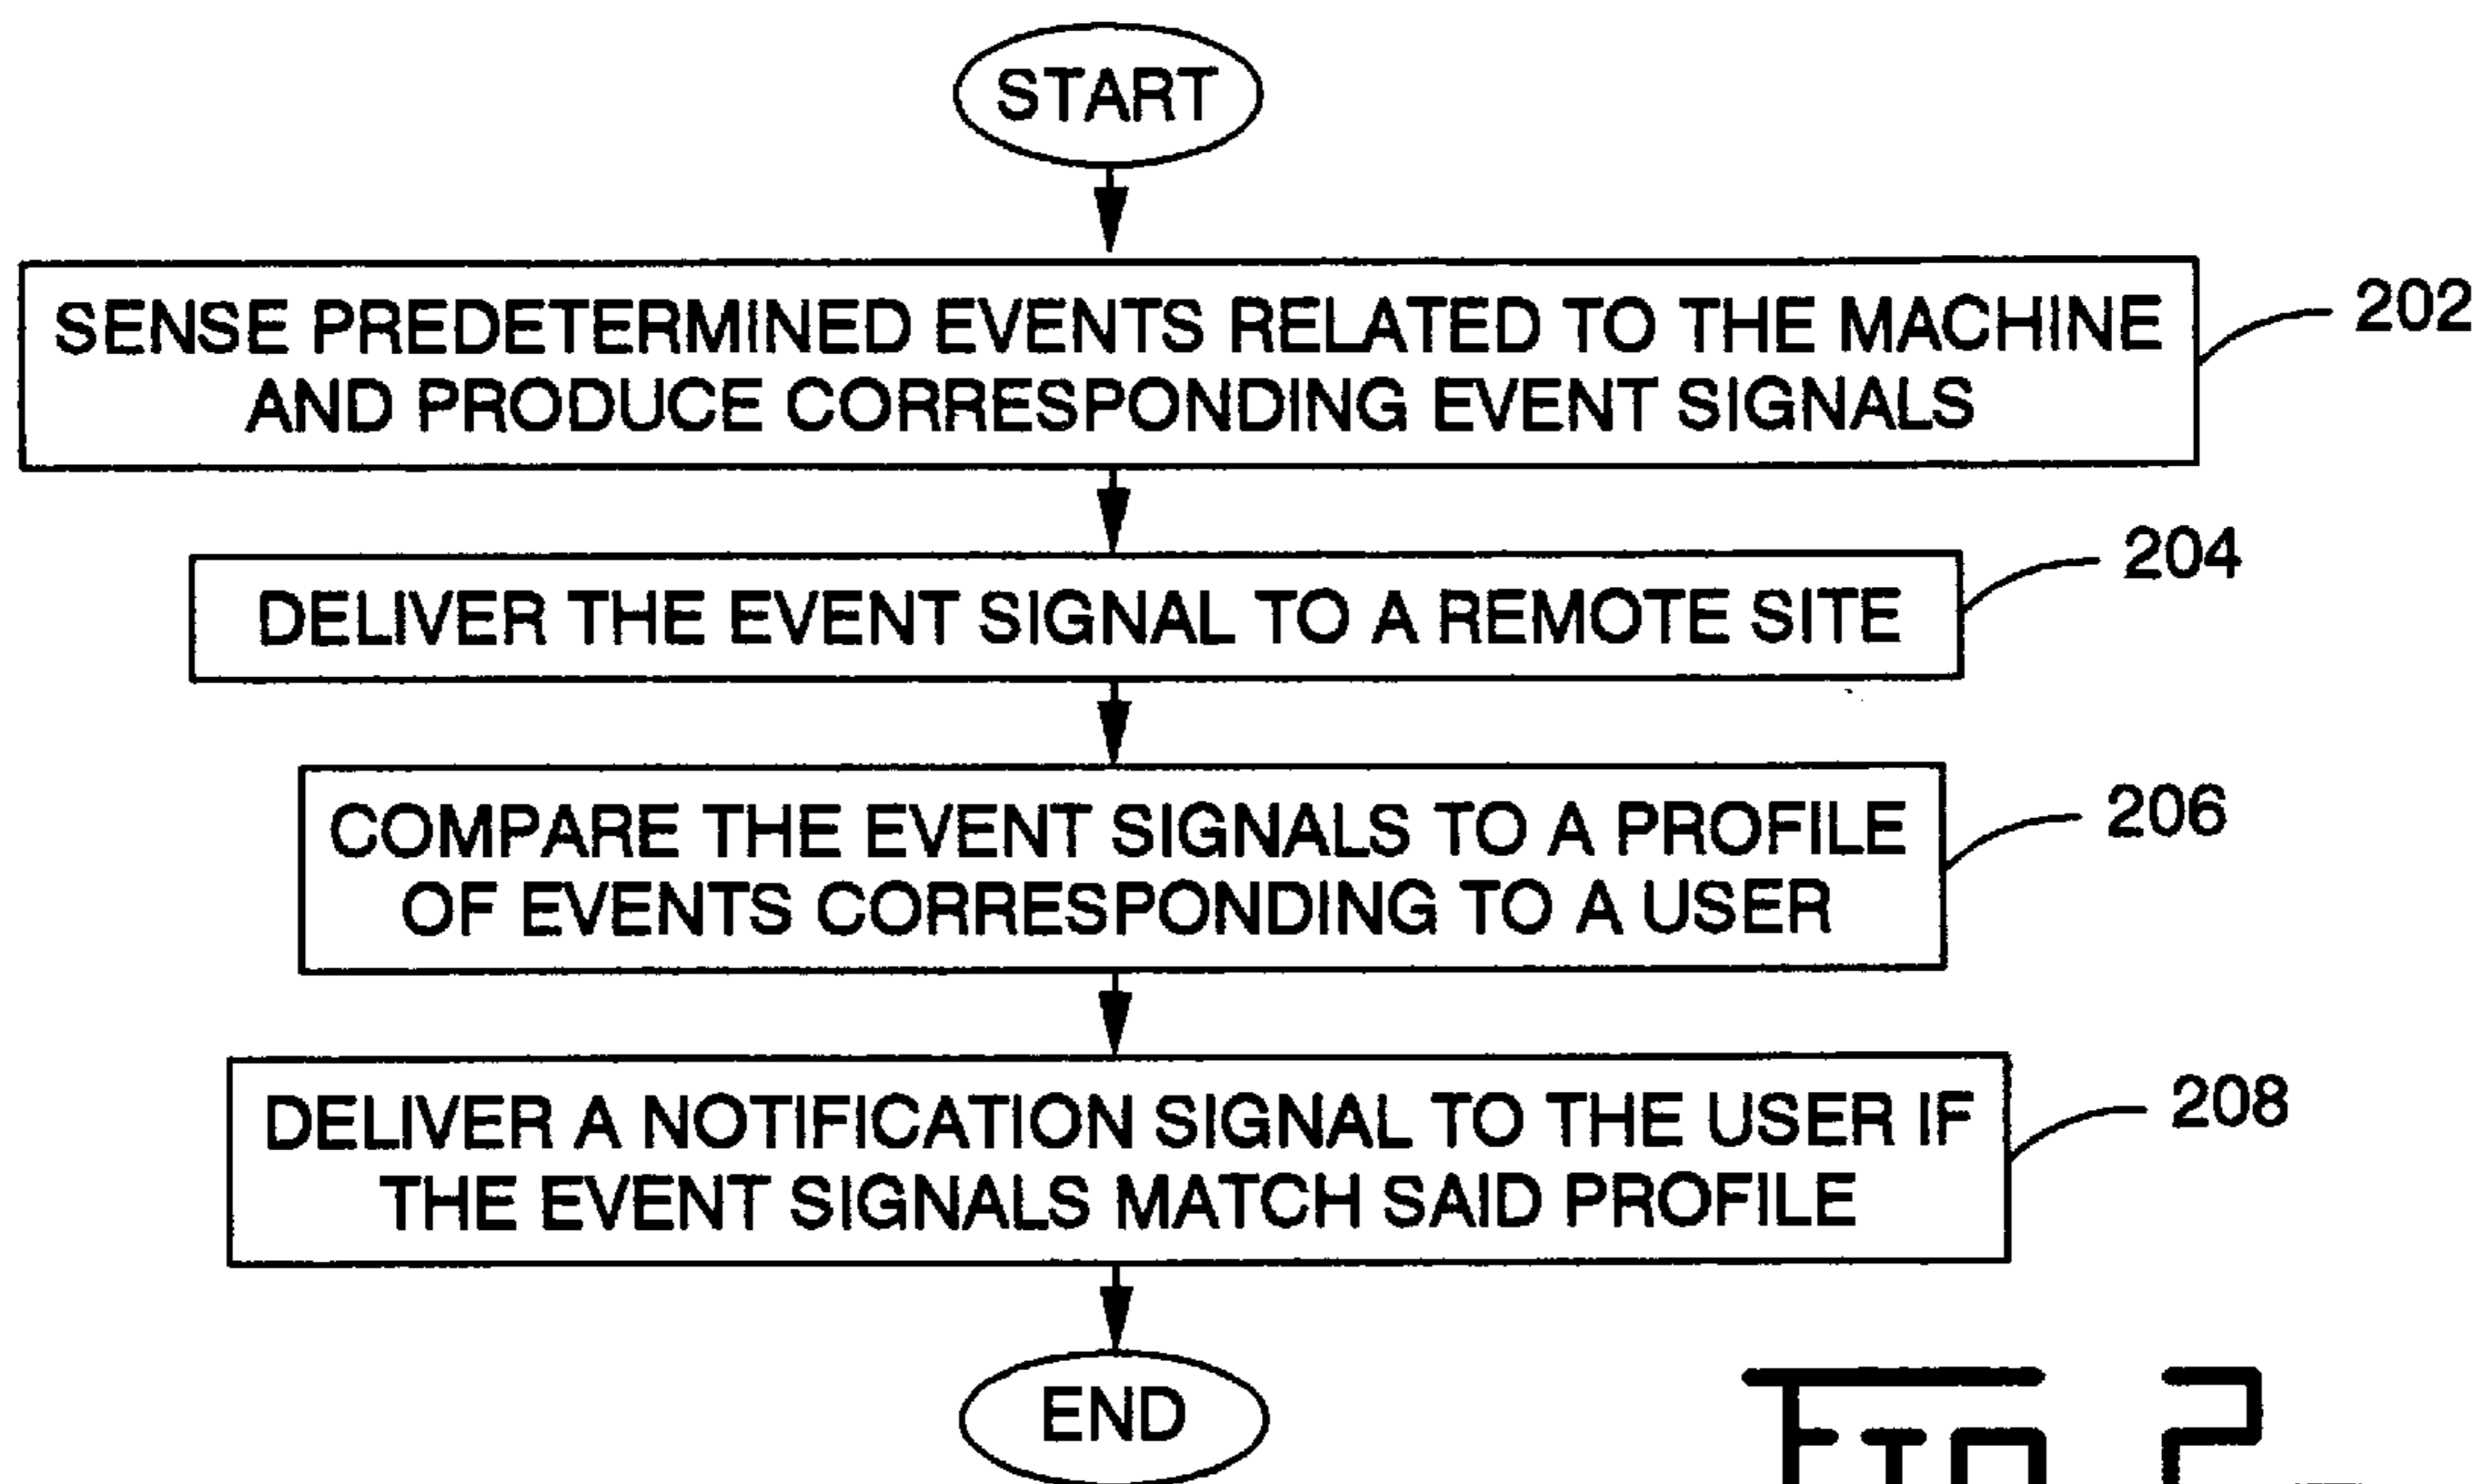 START
SENSE PREDETERMINED EVENTS RELATED TO THE MACHINE
AND PRODUCE CORRESPONDING EVENT SIGNALS
202
DELIVER THE EVENT SIGNAL TO A REMOTE SITE
204
COMPARE THE EVENT SIGNALS TO A PROFILE
OF EVENTS CORRESPONDING TO A USER
206
DELIVER A NOTIFICATION SIGNAL TO THE USER IF
THE EVENT SIGNALS MATCH SAID PROFILE
208
END
FIG 2